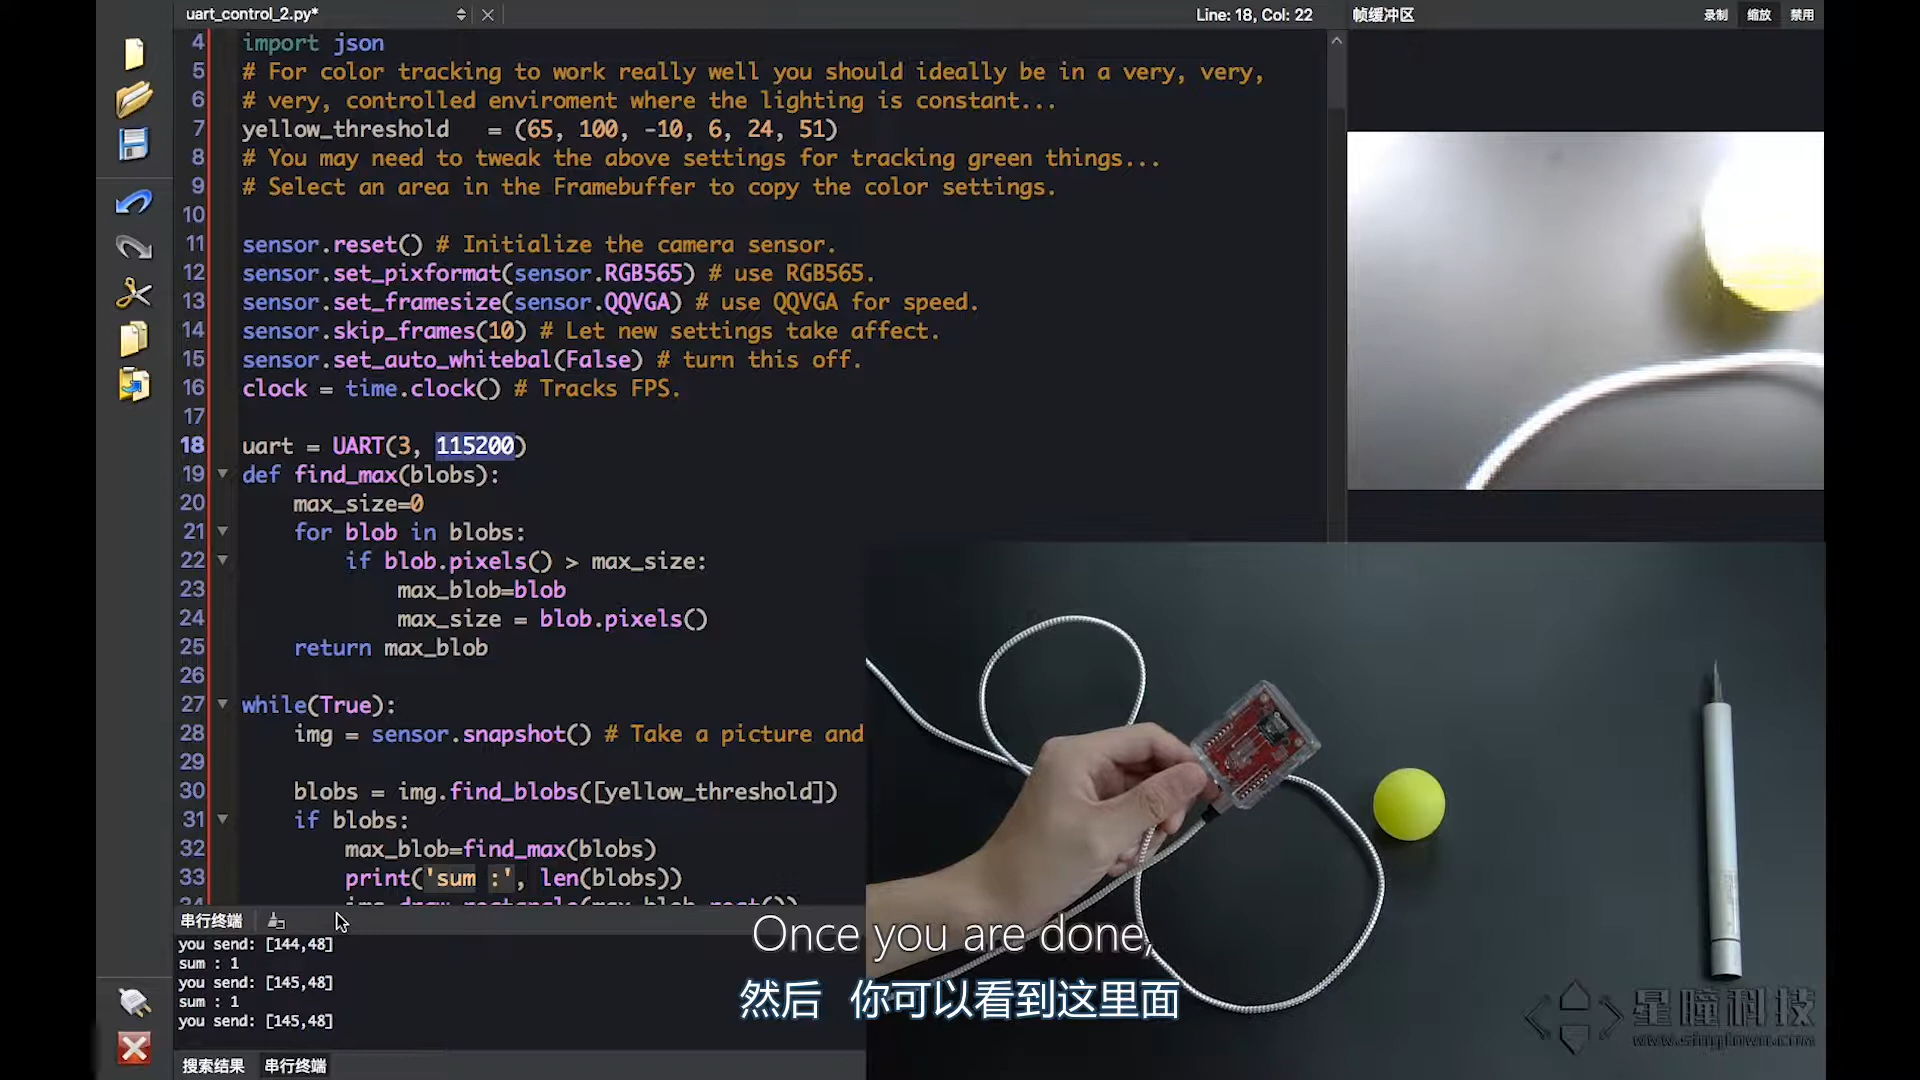 uart_control_2.py*
Line: 18, Col: 22
帧缓冲区
录制
缩放
禁用
4 import json
5 # For color tracking to work really well you should ideally be in a very, very,
6 # very, controlled enviroment where the lighting is constant...
7 yellow_threshold   = (65, 100, -10, 6, 24, 51)
8 # You may need to tweak the above settings for tracking green things...
9 # Select an area in the Framebuffer to copy the color settings.
10
11 sensor.reset() # Initialize the camera sensor.
12 sensor.set_pixformat(sensor.RGB565) # use RGB565.
13 sensor.set_framesize(sensor.QQVGA) # use QQVGA for speed.
14 sensor.skip_frames(10) # Let new settings take affect.
15 sensor.set_auto_whitebal(False) # turn this off.
16 clock = time.clock() # Tracks FPS.
17
18 uart = UART(3, 115200)
19 def find_max(blobs):
20     max_size=0
21     for blob in blobs:
22         if blob.pixels() > max_size:
23             max_blob=blob
24             max_size = blob.pixels()
25     return max_blob
26
27 while(True):
28     img = sensor.snapshot() # Take a picture and
29
30     blobs = img.find_blobs([yellow_threshold])
31     if blobs:
32         max_blob=find_max(blobs)
33         print('sum :', len(blobs))
串行终端
you send: [144,48]
sum : 1
you send: [145,48]
sum : 1
you send: [145,48]
搜索结果
串行终端
Once you are done,
然后 你可以看到这里面
星瞳科技